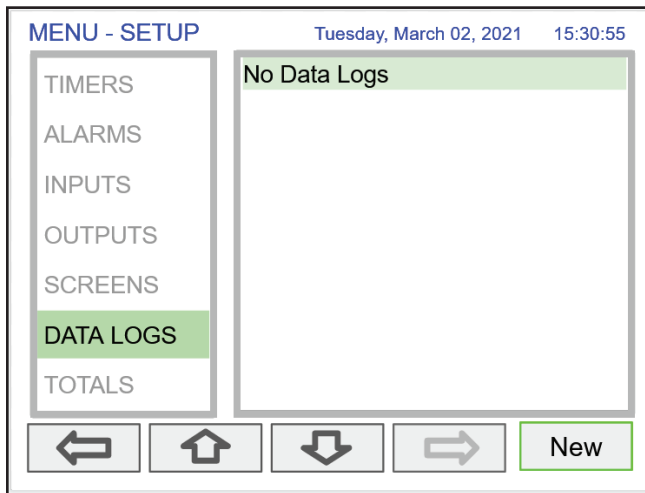 MENU - SETUP
Tuesday, March 02, 2021 15:30:55
TIMERS
ALARMS
INPUTS
OUTPUTS
SCREENS
DATA LOGS
TOTALS
No Data Logs
New